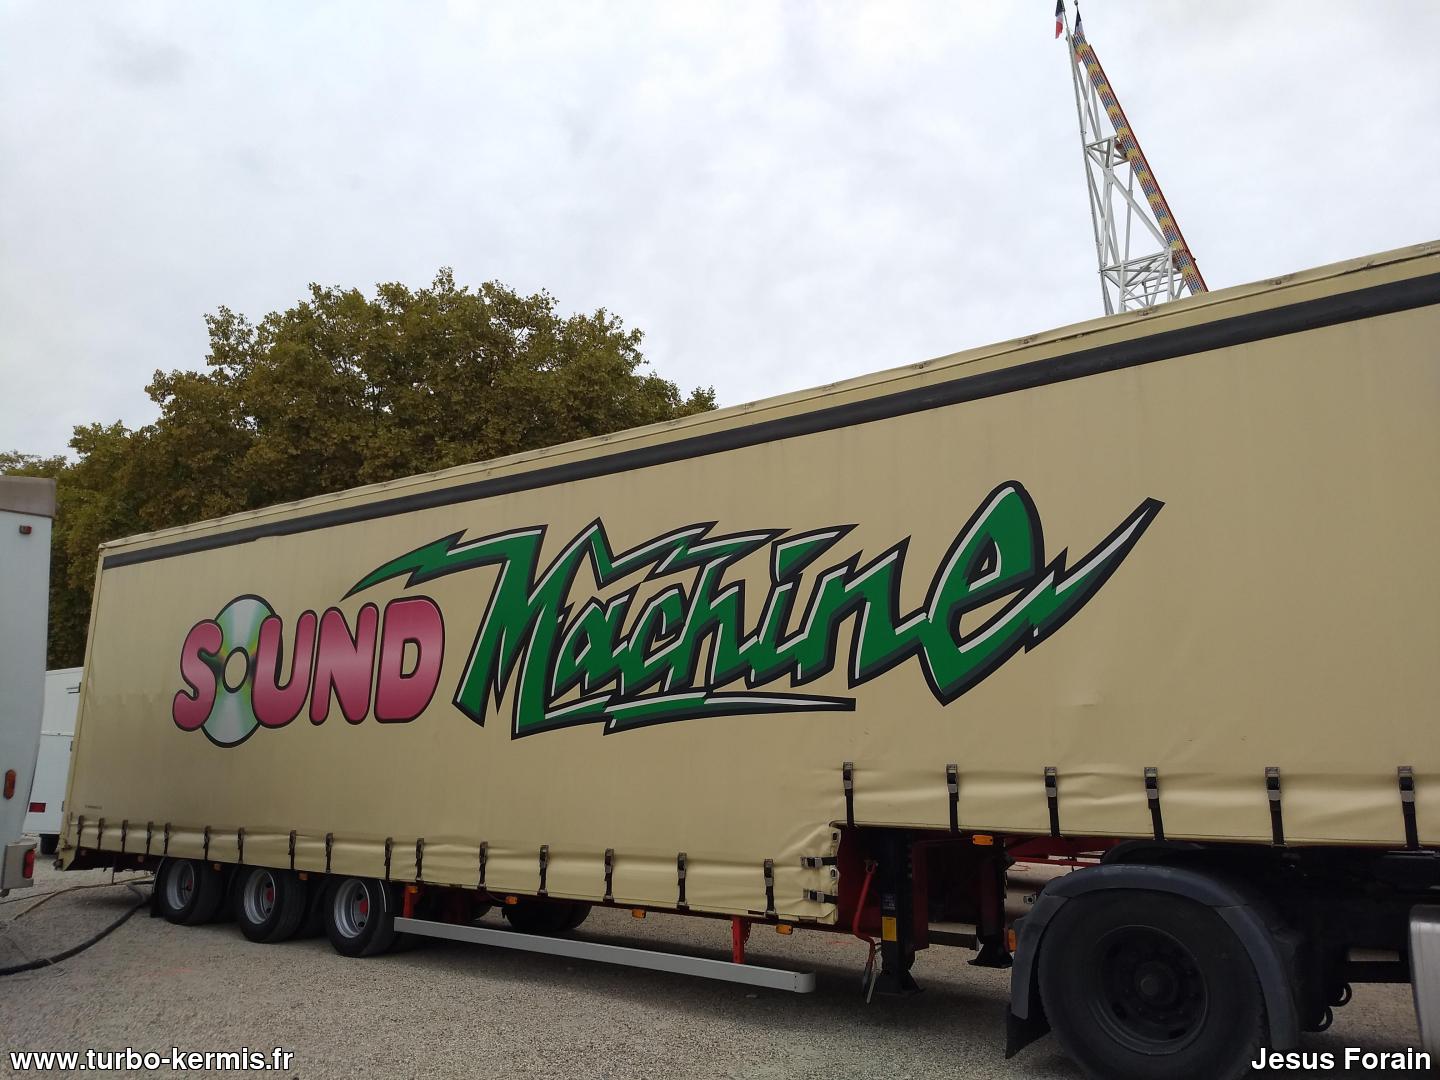 SOUND Machine
www.turbo-kermis.fr
Jesus Forain